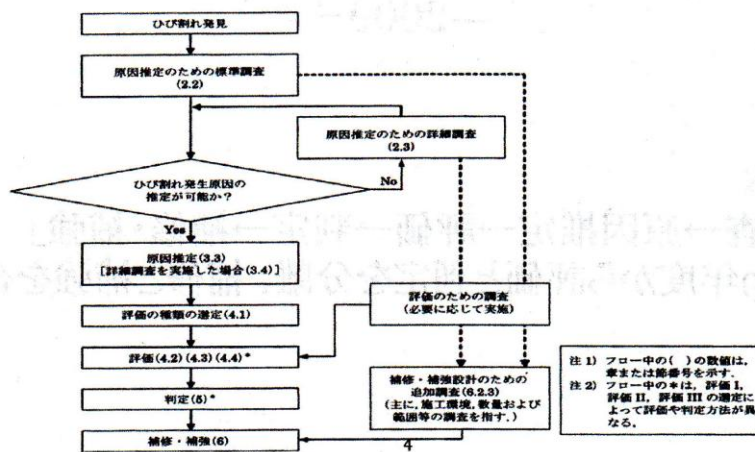 ひび割れ発見
原因推定のための標準調査
(2.2)
原因推定のための詳細調査
(2.3)
No
ひび割れ発生原因の
推定が可能か?
Yes
原因推定(3.3)
[詳細調査を実施した場合(3.4)]
評価のための調査
(必要に応じて実施)
評価の種類の選定(4.1)
評価(4.2)(4.3)(4.4)*
判定(5)*
補修・補強設計のための
追加調査(6.2.3)
(主に,施工環境,数量および
範囲等の調査を指す.)
補修・補強(6)
4
注 1) フロー中の( )の数値は,
章または節番号を示す.
注 2) フロー中の*は,評価 I,
評価 II,評価 III の選定に
よって評価や判定方法が異
なる.